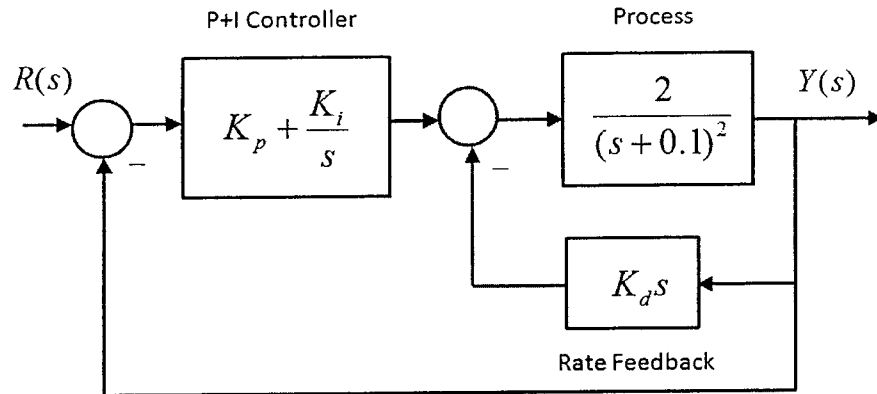 P+I Controller
Process
R(s)
K_p + K_i/s
2/(s+0.1)^2
Y(s)
−
−
K_d s
Rate Feedback